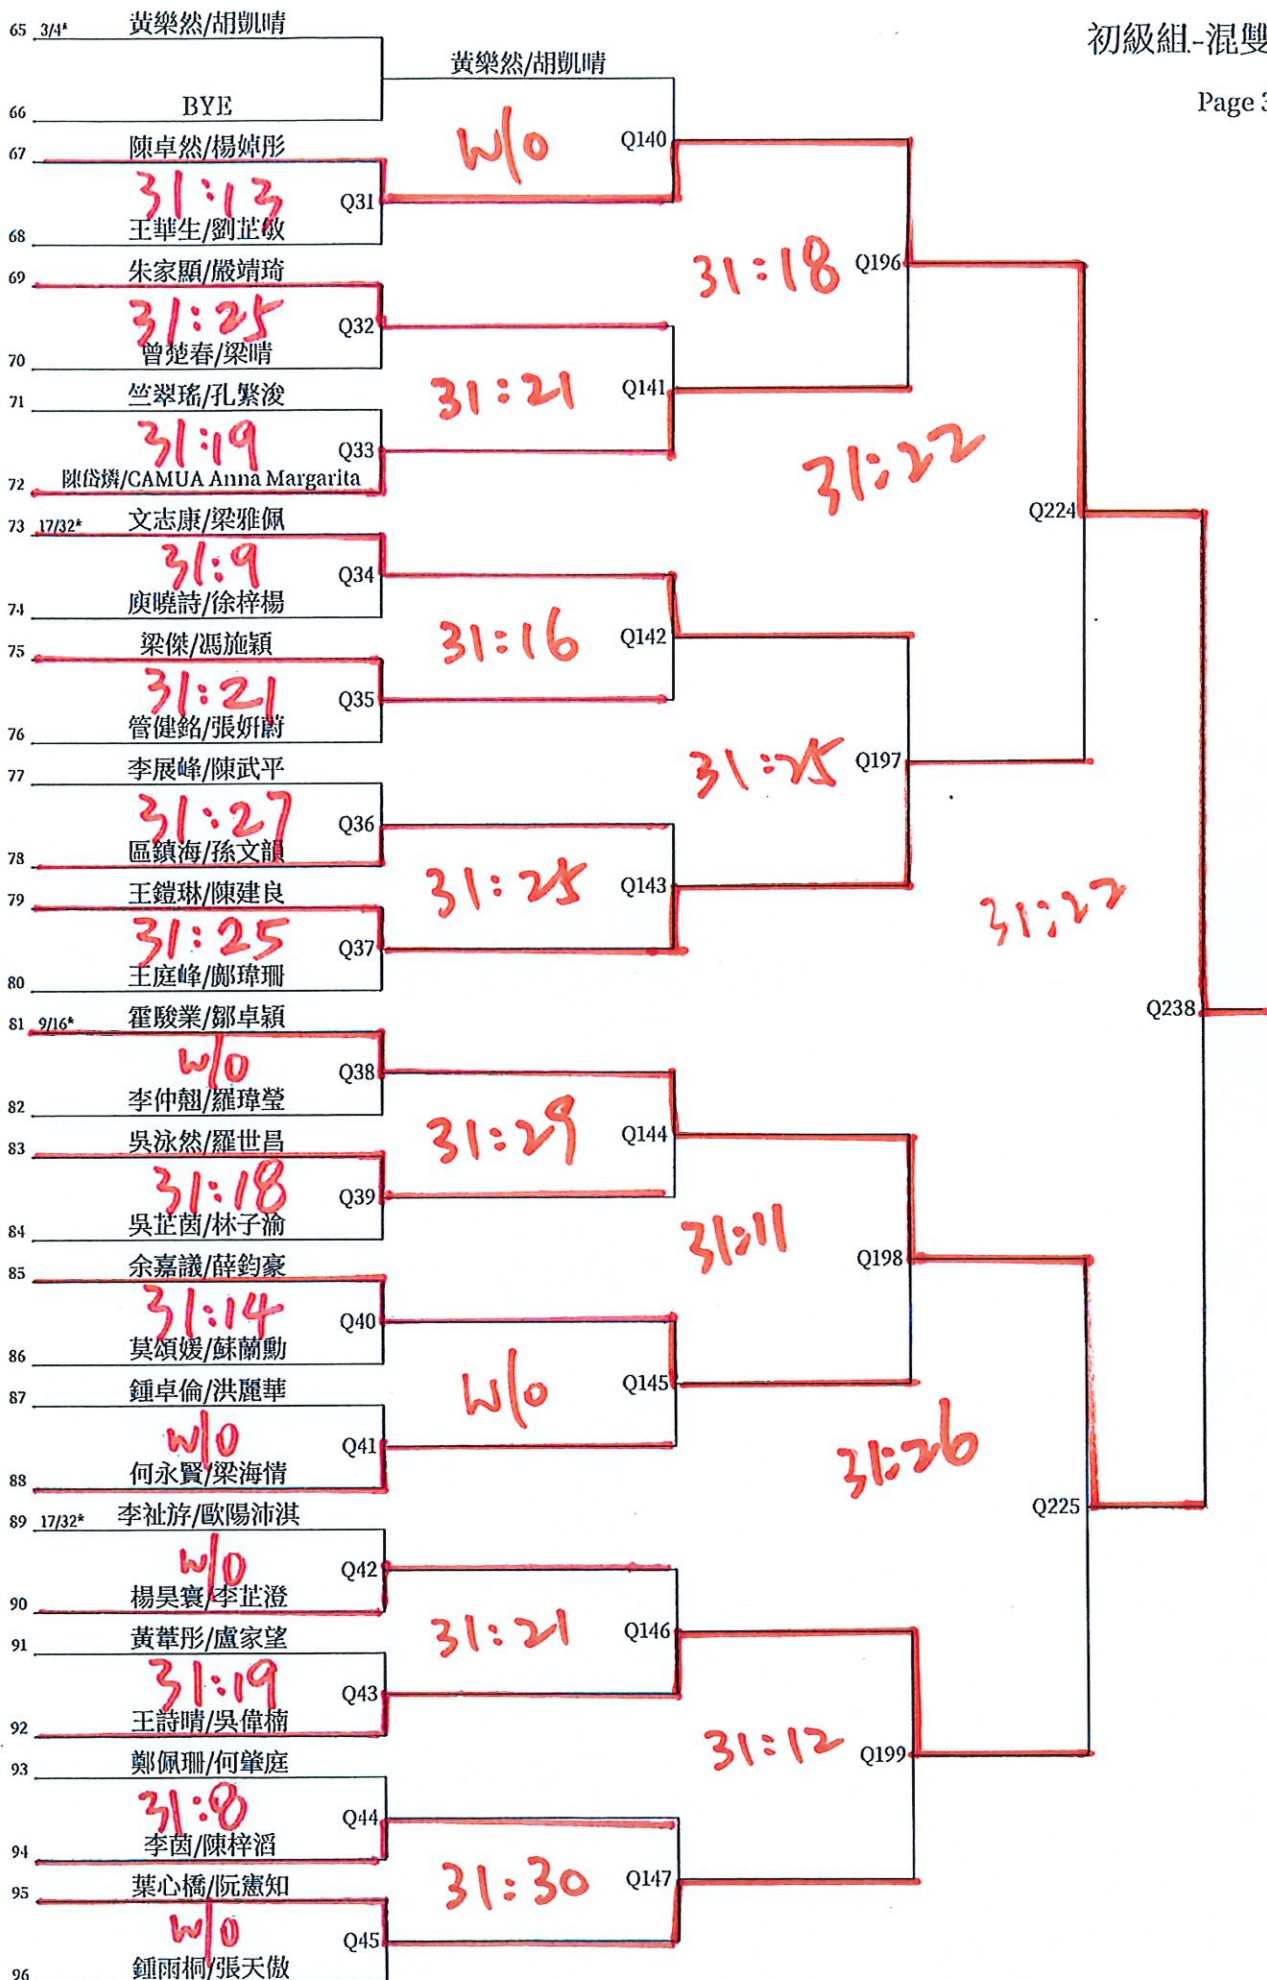 初級組-混雙
Page 3
65 3/4* 黃樂然/胡凱晴
黃樂然/胡凱晴
66 BYE
W/O
Q140
67 陳卓然/楊婥彤
31:13
Q31
68 王華生/劉芷敏
31:18
Q196
69 朱家顯/嚴靖琦
31:25
Q32
70 曾楚春/梁晴
31:21
Q141
71 竺翠瑤/孔繁浚
31:19
Q33
72 陳岱燐/CAMUA Anna Margarita
31:22
Q224
73 17/32* 文志康/梁雅佩
31:9
Q34
74 庾曉詩/徐梓楊
31:16
Q142
75 梁傑/馮施穎
31:21
Q35
76 管健銘/張妍蔚
31:25
Q197
77 李展峰/陳武平
31:27
Q36
78 區鎮海/孫文韻
31:25
Q143
79 王鎧琳/陳建良
31:25
Q37
80 王庭峰/鄺瑋珊
31:22
Q238
81 9/16* 霍駿業/鄒卓穎
W/O
Q38
82 李仲翹/羅瑋瑩
31:29
Q144
83 吳泳然/羅世昌
31:18
Q39
84 吳芷茵/林子渝
31:11
Q198
85 余嘉議/薛鈞豪
31:14
Q40
86 莫頌媛/蘇蘭勳
W/O
Q145
87 鍾卓倫/洪麗華
W/O
Q41
88 何永賢/梁海情
31:26
Q225
89 17/32* 李祉斿/歐陽沛淇
W/O
Q42
90 楊昊寰/李芷澄
31:21
Q146
91 黃葦彤/盧家望
31:19
Q43
92 王詩晴/吳偉楠
31:12
Q199
93 鄭佩珊/何肇庭
31:8
Q44
94 李茵/陳梓滔
31:30
Q147
95 葉心橋/阮憲知
W/O
Q45
96 鍾雨桐/張天傲